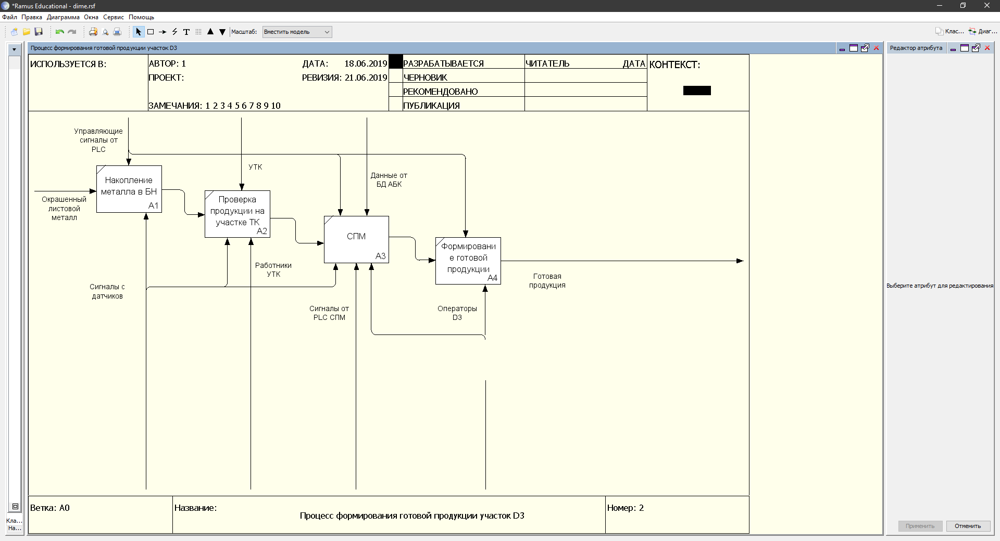 *Ramus Educational - dime.rsf
Файл Правка Диаграмма Окна Сервис Помощь
T Масштаб: Вместить модель Клас... Диаг...
Процесс формирования готовой продукции участок D3
Редактор атрибута
ИСПОЛЬЗУЕТСЯ В:
АВТОР: 1 ДАТА: 18.06.2019
ПРОЕКТ: РЕВИЗИЯ: 21.06.2019
ЗАМЕЧАНИЯ: 1 2 3 4 5 6 7 8 9 10
РАЗРАБАТЫВАЕТСЯ
ЧЕРНОВИК
РЕКОМЕНДОВАНО
ПУБЛИКАЦИЯ
ЧИТАТЕЛЬ ДАТА
КОНТЕКСТ:
Управляющие
сигналы от
PLC
УТК
Данные от
БД АБК
Окрашенный
листовой
металл
Накопление
металла в БН
A1
Проверка
продукции на
участке ТК
A2
СПМ
A3
Формировани
е готовой
продукции
A4
Работники
УТК
Сигналы с
датчиков
Сигналы от
PLC СПМ
Операторы
D3
Готовая
продукция
Выберите атрибут для редактирования
Ветка: A0
Название:
Процесс формирования готовой продукции участок D3
Номер: 2
Кла...
На...
Применить Отменить